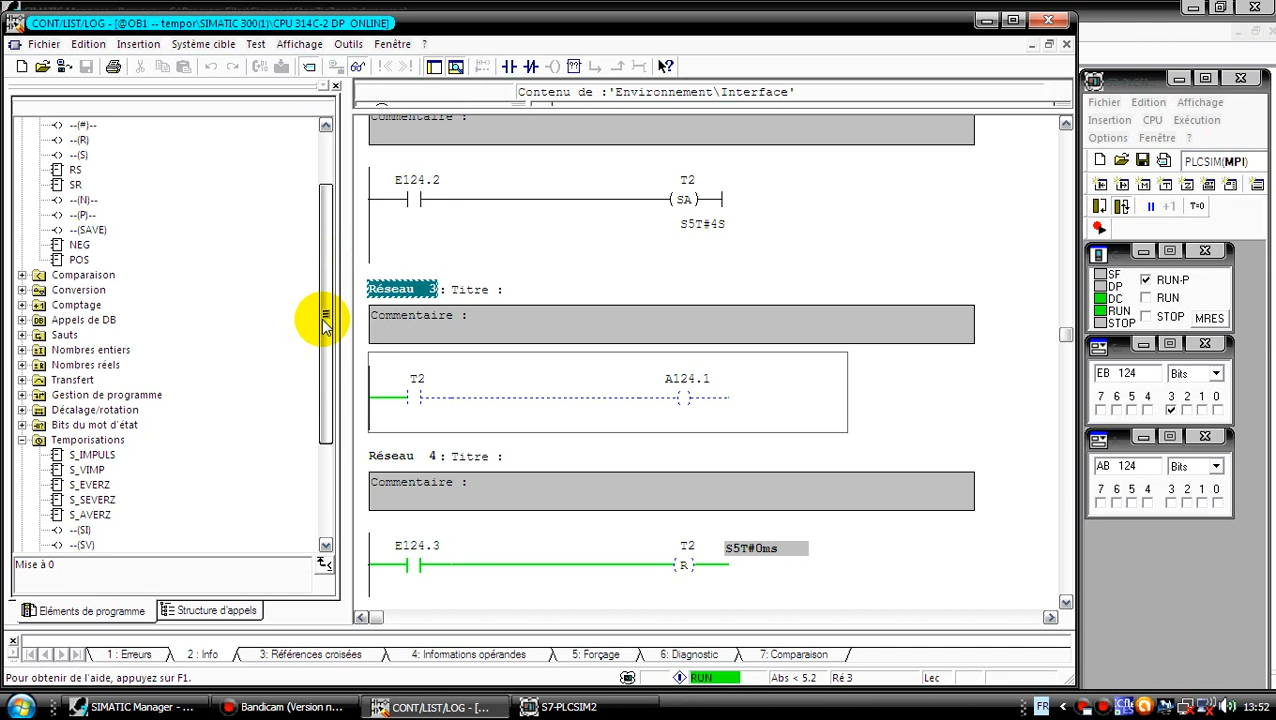 CONT/LIST/LOG - [@OB1 -- tempor\SIMATIC 300(1)\CPU 314C-2 DP  ONLINE]
Fichier Edition Insertion Système cible Test Affichage Outils Fenêtre ?
Contenu de :'Environnement\Interface'
--(#)--
--(R)
--(S)
RS
SR
--(N)--
--(P)--
--(SAVE)
NEG
POS
Comparaison
Conversion
Comptage
Appels de DB
Sauts
Nombres entiers
Nombres réels
Transfert
Gestion de programme
Décalage/rotation
Bits du mot d'état
Temporisations
S_IMPULS
S_VIMP
S_EVERZ
S_SEVERZ
S_AVERZ
--(SI)
--(SV)
Mise à 0
Eléments de programme Structure d'appels
Commentaire :
E124.2 T2
SA
S5T#4S
Réseau 3 : Titre :
Commentaire :
T2 A124.1
Réseau 4 : Titre :
Commentaire :
E124.3 T2 S5T#0ms
R
1 : Erreurs 2 : Info 3: Références croisées 4: Informations opérandes 5: Forçage 6: Diagnostic 7: Comparaison
Pour obtenir de l'aide, appuyez sur F1. RUN Abs < 5.2 Ré 3 Lec
S7-PLCSIM2
Fichier Edition Affichage
Insertion CPU Exécution
Options Fenêtre ?
PLCSIM(MPI)
+1 T=0
SF
DP
DC
RUN
STOP
RUN-P
RUN
STOP MRES
EB 124 Bits
7 6 5 4 3 2 1 0
AB 124 Bits
7 6 5 4 3 2 1 0
SIMATIC Manager - ... Bandicam (Version n... CONT/LIST/LOG - [... S7-PLCSIM2 FR 13:52